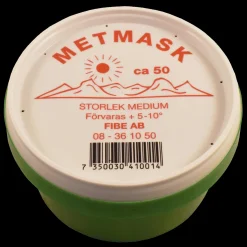 METMASK
ca 50
STORLEK MEDIUM
Förvaras + 5-10°
FIBE AB
08 - 36 10 50
7 350030 410014